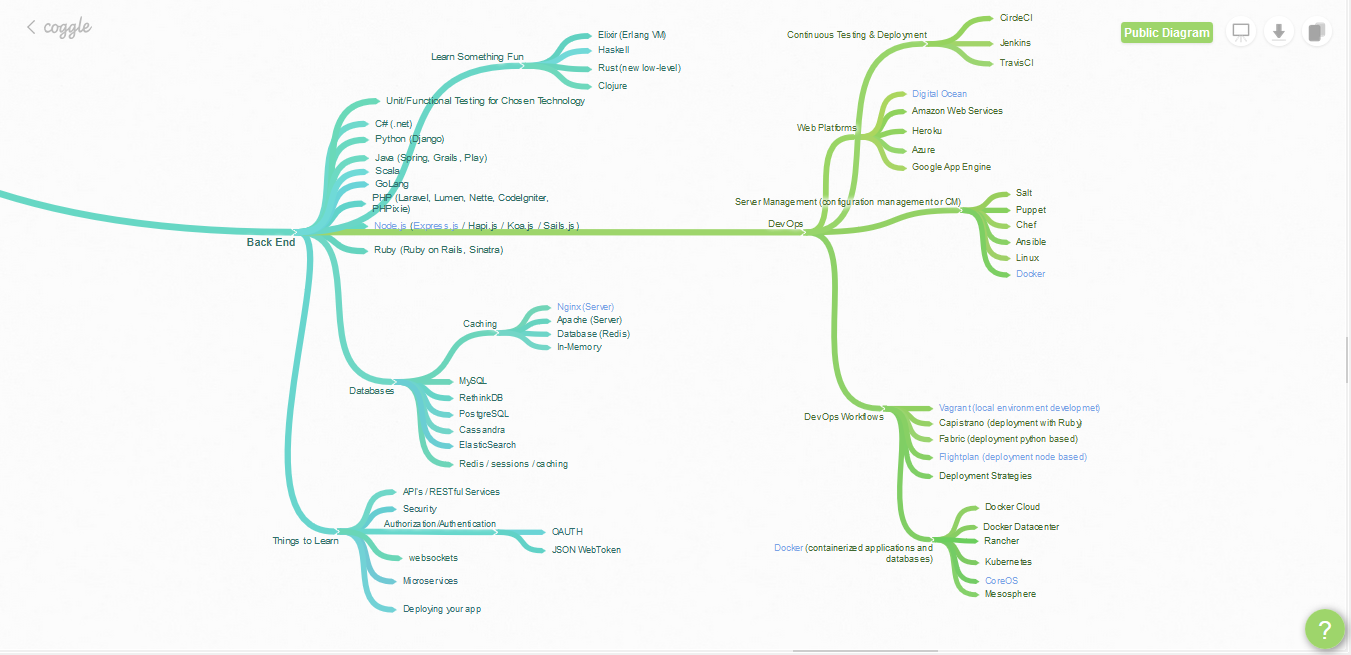 coggle
Public Diagram
Learn Something Fun
Elixir (Erlang VM)
Haskell
Rust (new low-level)
Clojure
Unit/Functional Testing for Chosen Technology
C# (.net)
Python (Django)
Java (Spring, Grails, Play)
Scala
GoLang
PHP (Laravel, Lumen, Nette, CodeIgniter,
PHPixie)
Node.js (Express.js / Hapi.js / Koa.js / Sails.js)
Ruby (Ruby on Rails, Sinatra)
Back End
Databases
Caching
Nginx (Server)
Apache (Server)
Database (Redis)
In-Memory
MySQL
RethinkDB
PostgreSQL
Cassandra
ElasticSearch
Redis / sessions / caching
Things to Learn
API's / RESTful Services
Security
Authorization/Authentication
OAUTH
JSON WebToken
websockets
Microservices
Deploying your app
DevOps
Continuous Testing & Deployment
CircleCI
Jenkins
TravisCI
Web Platforms
Digital Ocean
Amazon Web Services
Heroku
Azure
Google App Engine
Server Management (configuration management or CM)
Salt
Puppet
Chef
Ansible
Linux
Docker
DevOps Workflows
Vagrant (local environment developmet)
Capistrano (deployment with Ruby)
Fabric (deployment python based)
Flightplan (deployment node based)
Deployment Strategies
Docker (containerized applications and
databases)
Docker Cloud
Docker Datacenter
Rancher
Kubernetes
CoreOS
Mesosphere
?